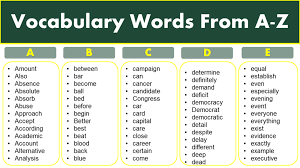 Vocabulary Words From A-Z
A
Amount
Also
Absence
Absolute
Absorb
Abuse
Approach
Accept
According
Academic
Account
Alternative
Analysis
B
between
bar
become
ball
bed
before
begin
Better
because
been
black
blood
blue
C
campaign
can
cancer
candidate
Congress
car
card
capital
care
close
career
certain
come
D
determine
definitely
demand
deficit
Democracy
Democrat
democratic
detail
despite
delay
different
deep
dead
E
equal
establish
even
especially
evening
event
everyone
everything
exist
evidence
exactly
example
executive